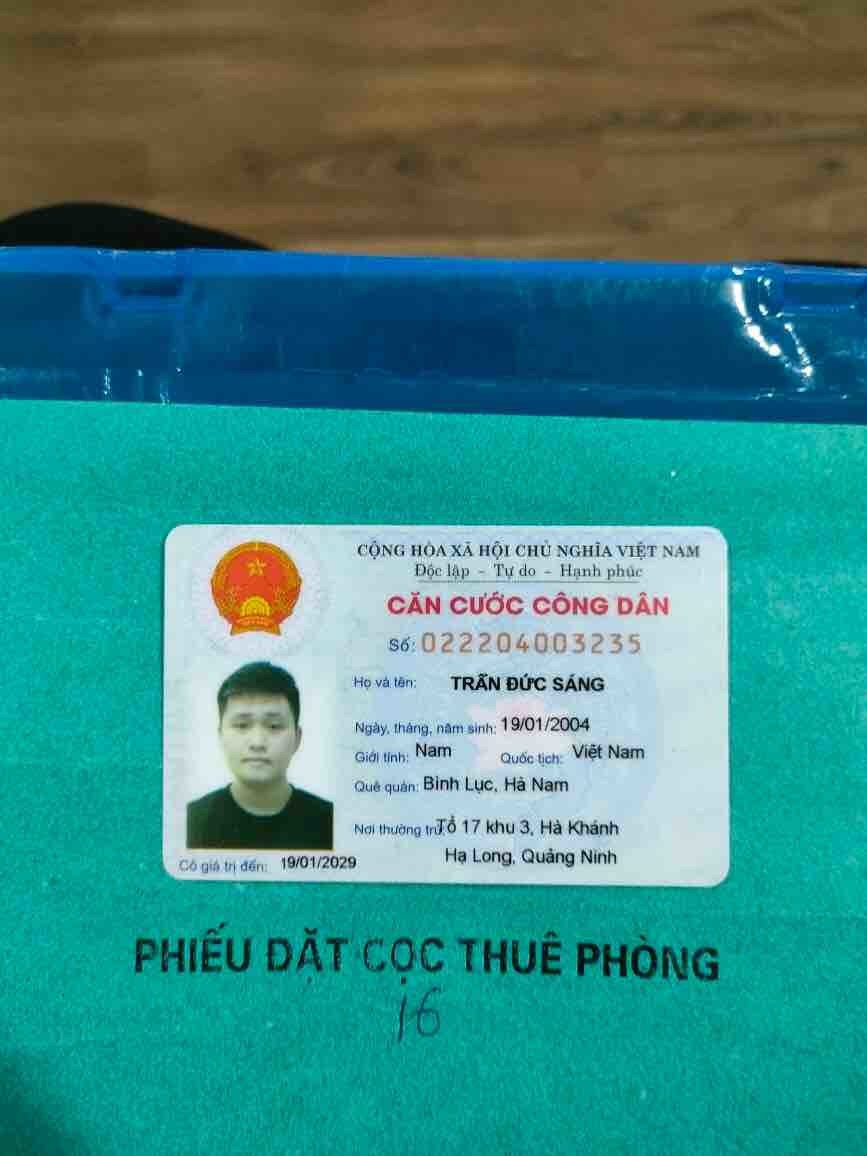 CỘNG HÒA XÃ HỘI CHỦ NGHĨA VIỆT NAM
Độc lập - Tự do - Hạnh phúc
CĂN CƯỚC CÔNG DÂN
Số: 022204003235
Họ và tên: TRẦN ĐỨC SÁNG
Ngày, tháng, năm sinh: 19/01/2004
Giới tính: Nam Quốc tịch: Việt Nam
Quê quán: Bình Lục, Hà Nam
Nơi thường trú: Tổ 17 khu 3, Hà Khánh
Hạ Long, Quảng Ninh
Có giá trị đến: 19/01/2029
PHIẾU ĐẶT CỌC THUÊ PHÒNG
16